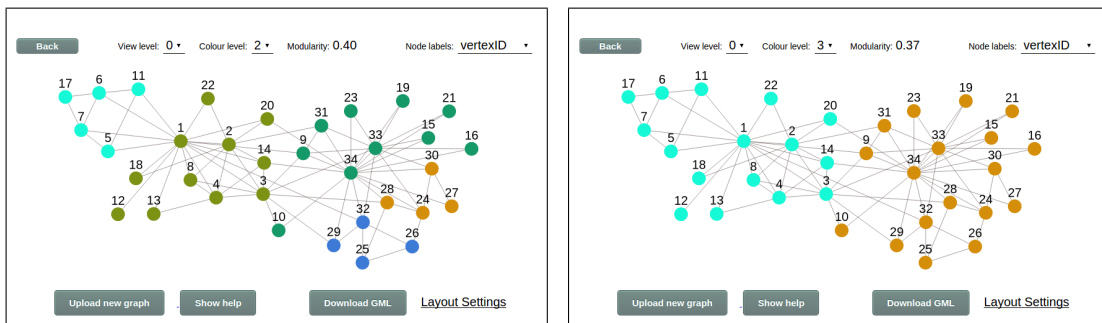 Back View level: 0 Colour level: 2 Modularity: 0.40 Node labels: vertexID
17 6 11 22 20 31 23 19 21
7 5 1 2 9 33 15 16
18 8 14 34 30
12 13 4 3 28 24 27
10 32
29 25 26
Upload new graph Show help Download GML Layout Settings
Back View level: 0 Colour level: 3 Modularity: 0.37 Node labels: vertexID
17 6 11 22 20 31 23 19 21
7 5 1 2 9 33 15 16
18 8 14 34 30
12 13 4 3 28 24 27
10 32
29 25 26
Upload new graph Show help Download GML Layout Settings